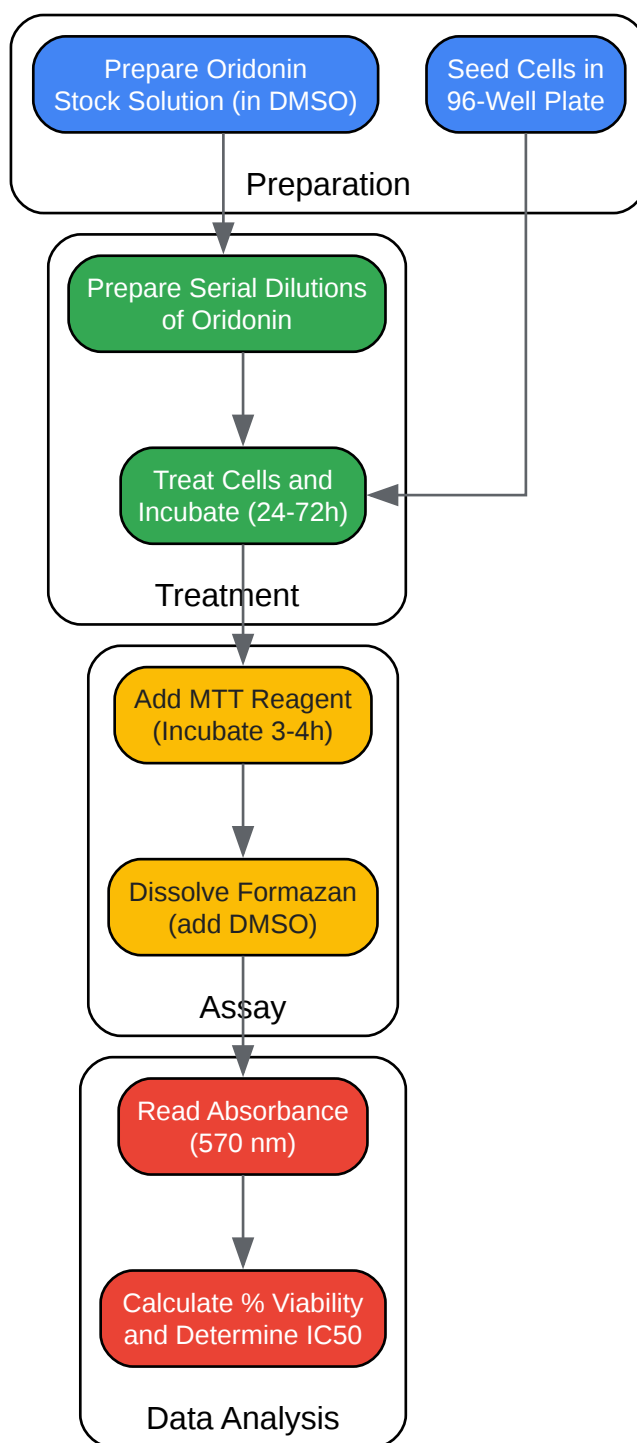 Prepare Oridonin
Stock Solution (in DMSO)
Seed Cells in
96-Well Plate
Preparation
Prepare Serial Dilutions
of Oridonin
Treat Cells and
Incubate (24-72h)
Treatment
Add MTT Reagent
(Incubate 3-4h)
Dissolve Formazan
(add DMSO)
Assay
Read Absorbance
(570 nm)
Calculate % Viability
and Determine IC50
Data Analysis